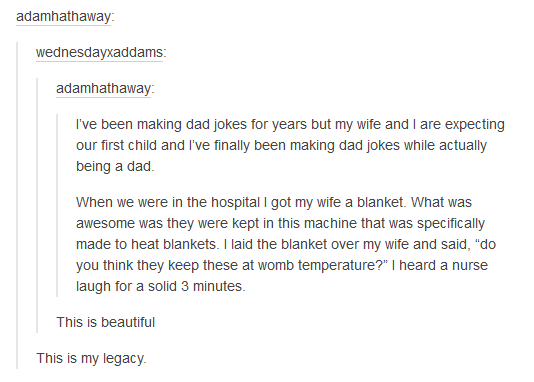 adamhathaway:
wednesdayxaddams:
adamhathaway:
I've been making dad jokes for years but my wife and I are expecting
our first child and I've finally been making dad jokes while actually
being a dad.
When we were in the hospital I got my wife a blanket. What was
awesome was they were kept in this machine that was specifically
made to heat blankets. I laid the blanket over my wife and said, “do
you think they keep these at womb temperature?” I heard a nurse
laugh for a solid 3 minutes.
This is beautiful
This is my legacy.